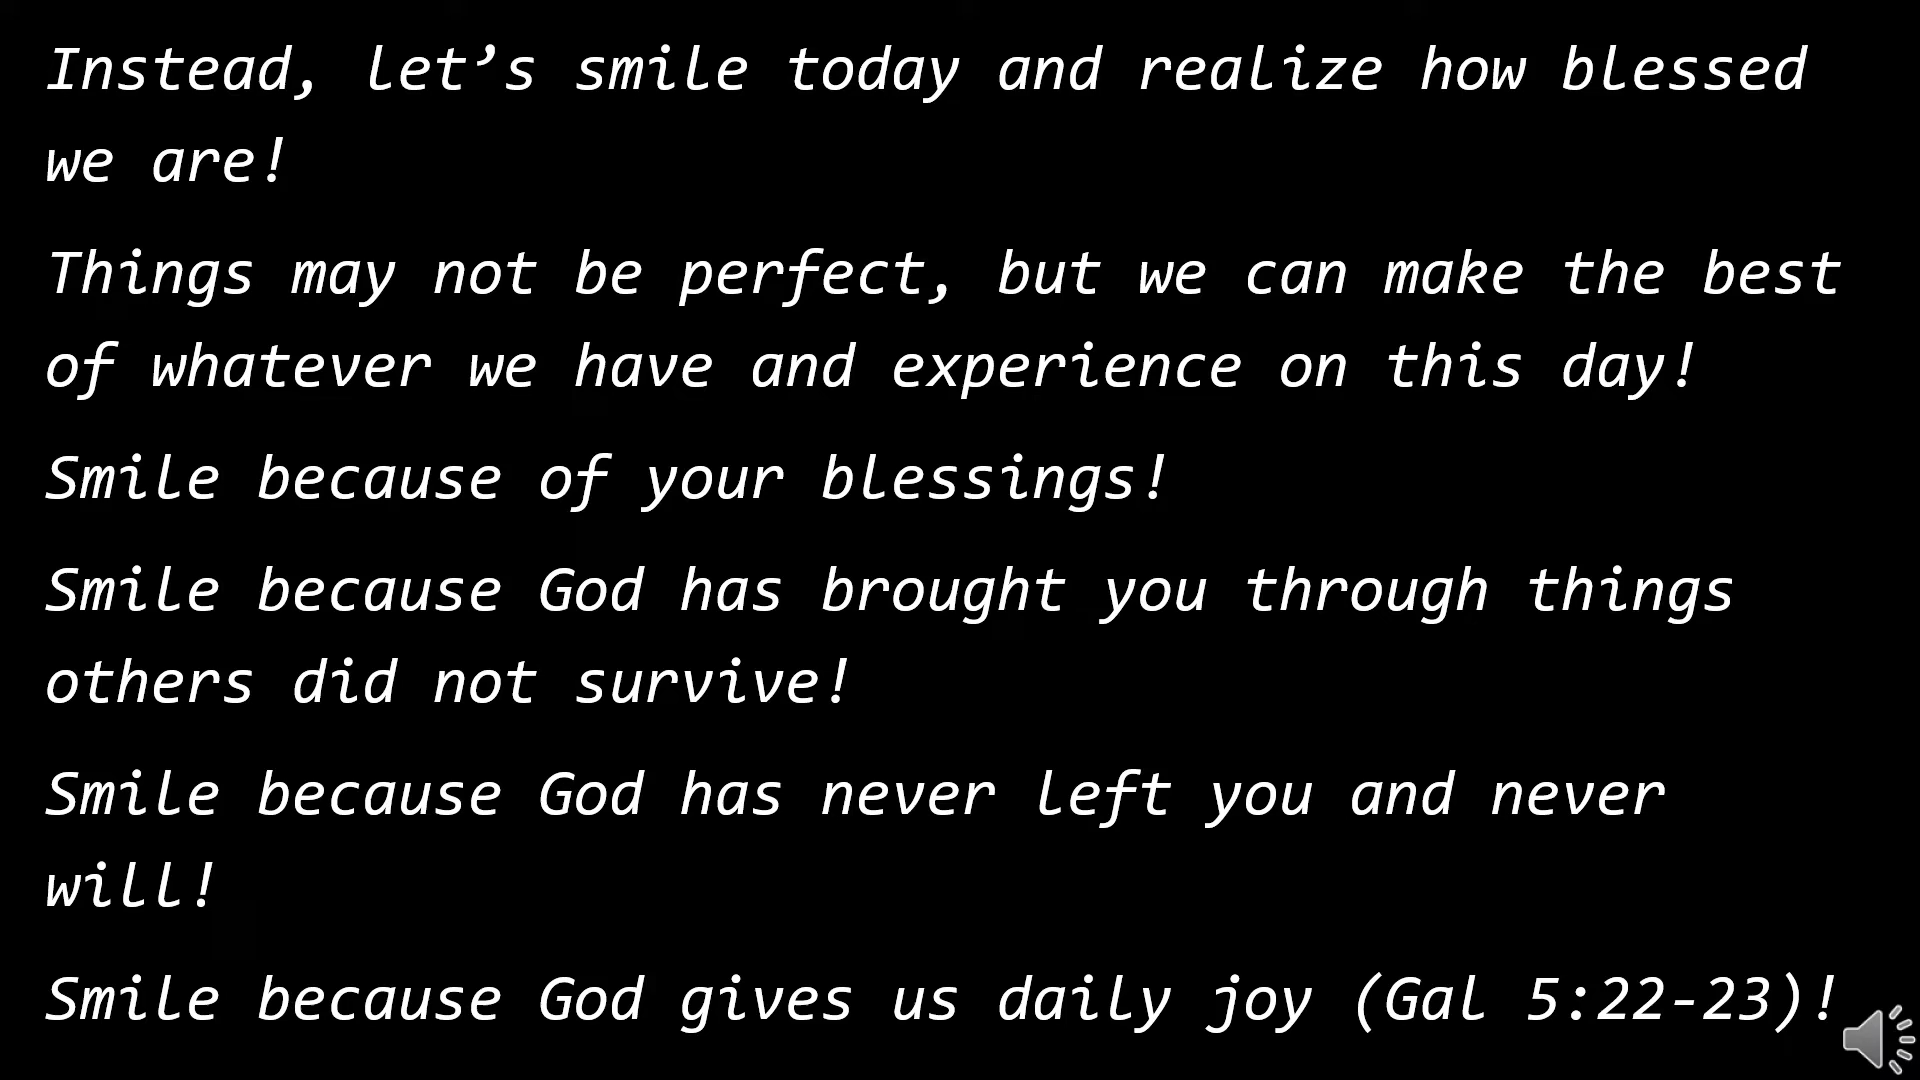 Instead, let’s smile today and realize how blessed
we are!
Things may not be perfect, but we can make the best
of whatever we have and experience on this day!
Smile because of your blessings!
Smile because God has brought you through things
others did not survive!
Smile because God has never left you and never
will!
Smile because God gives us daily joy (Gal 5:22-23)!